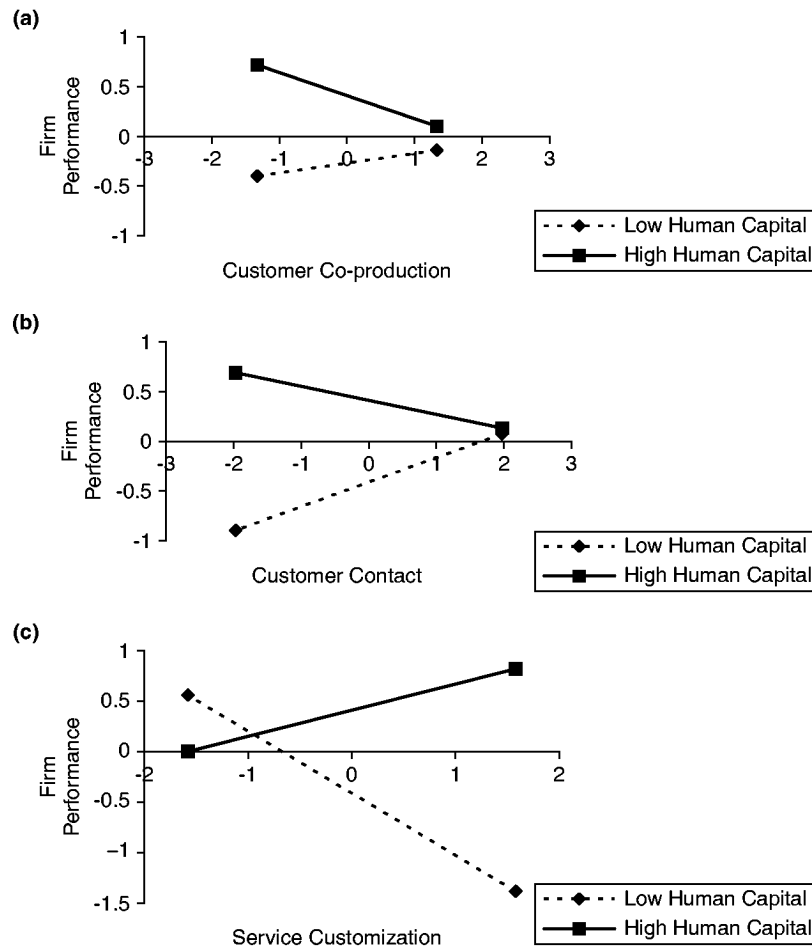 (a)
1
0.5
0
-0.5
-1
-3 -2 -1 0 1 2 3
Firm
Performance
Customer Co-production
Low Human Capital
High Human Capital
(b)
1
0.5
0
-0.5
-1
-3 -2 -1 0 1 2 3
Firm
Performance
Customer Contact
Low Human Capital
High Human Capital
(c)
1
0.5
0
-0.5
-1
-1.5
-2 -1 0 1 2
Firm
Performance
Service Customization
Low Human Capital
High Human Capital